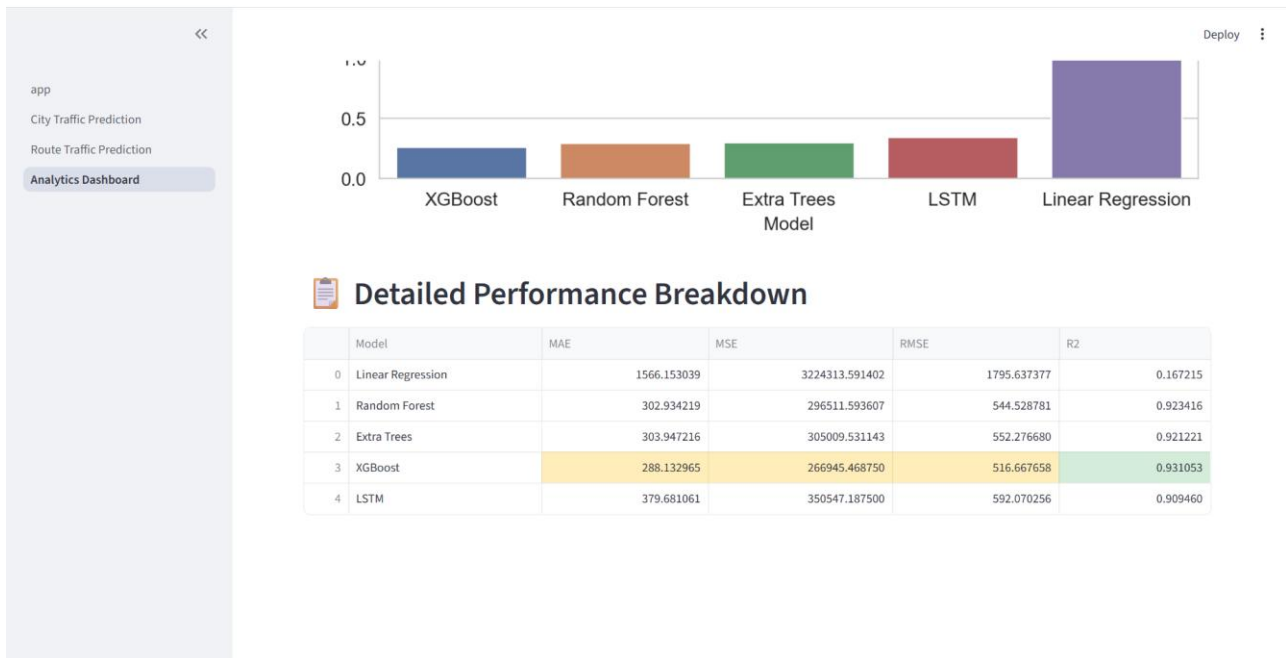 Deploy
app
City Traffic Prediction
Route Traffic Prediction
Analytics Dashboard
1.0
0.5
0.0
XGBoost Random Forest Extra Trees LSTM Linear Regression
Model
Detailed Performance Breakdown
Model MAE MSE RMSE R2
0 Linear Regression 1566.153039 3224313.591402 1795.637377 0.167215
1 Random Forest 302.934219 296511.593607 544.528781 0.923416
2 Extra Trees 303.947216 305009.531143 552.276680 0.921221
3 XGBoost 288.132965 266945.468750 516.667658 0.931053
4 LSTM 379.681061 350547.187500 592.070256 0.909460